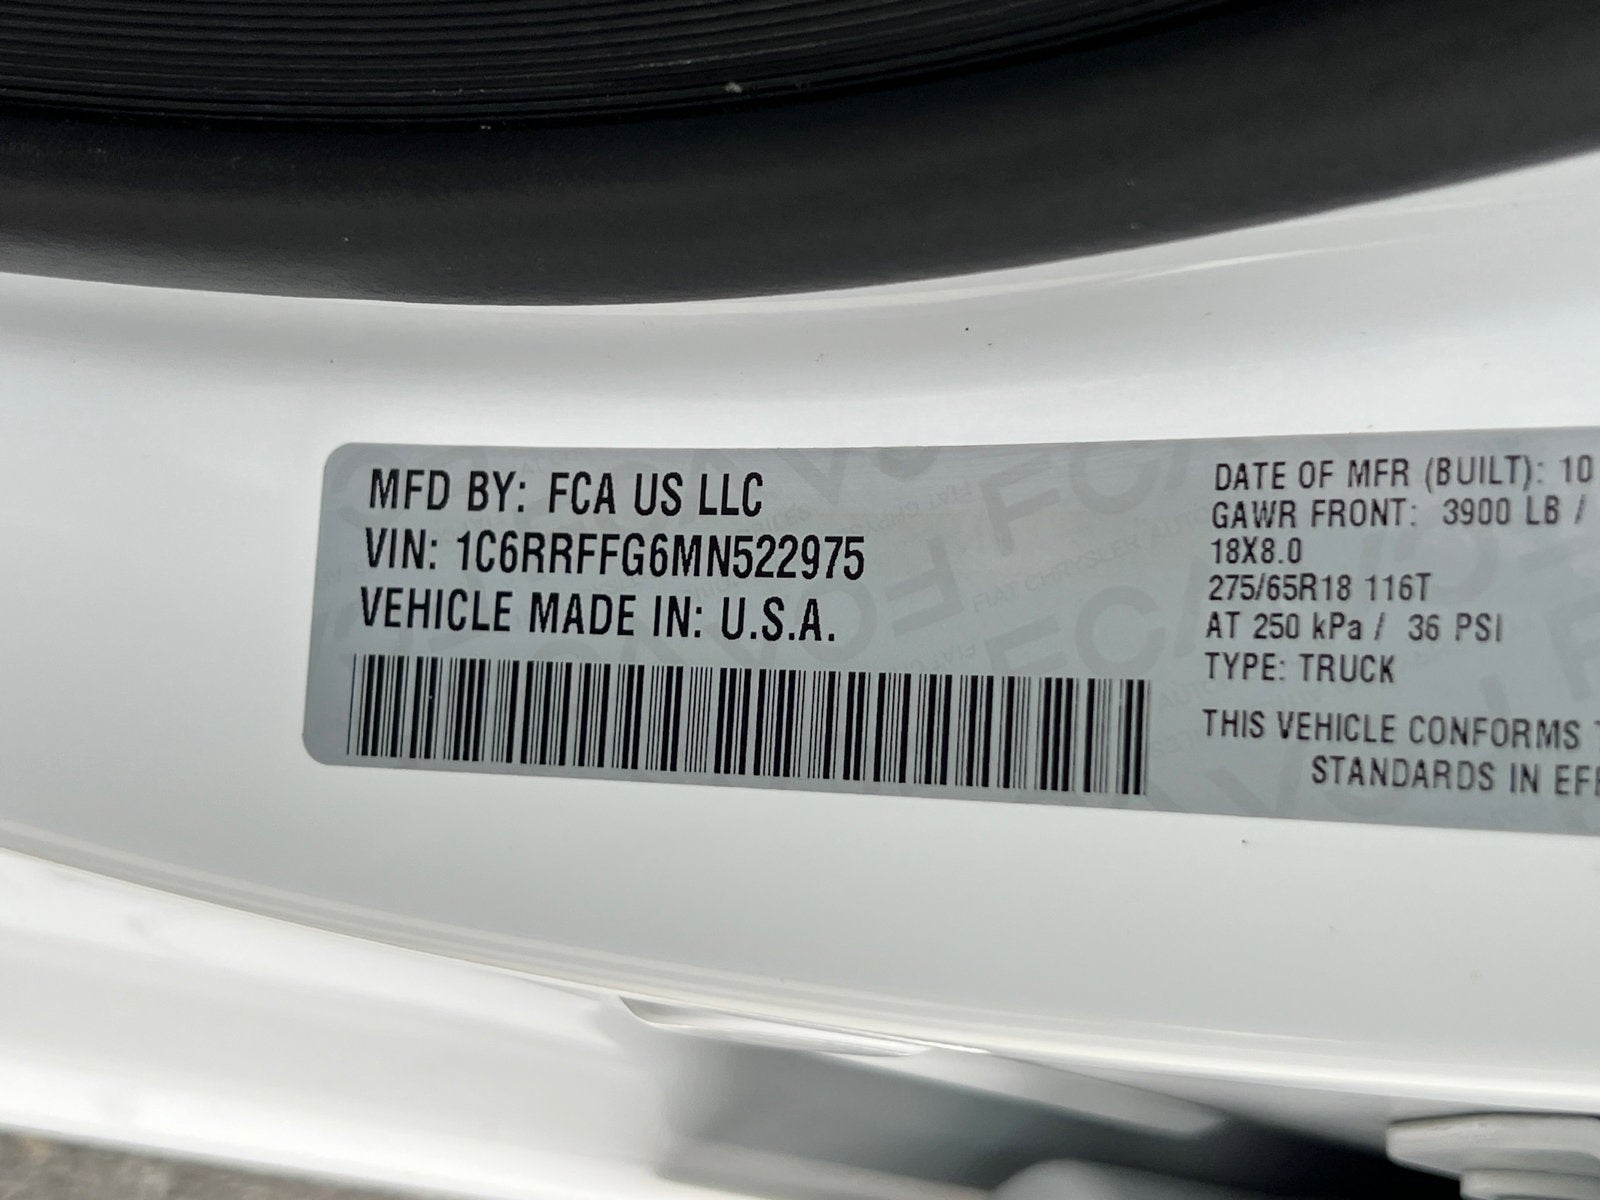 MFD BY: FCA US LLC
VIN: 1C6RRFFG6MN522975
VEHICLE MADE IN: U.S.A.
DATE OF MFR (BUILT): 10
GAWR FRONT: 3900 LB /
18X8.0
275/65R18 116T
AT 250 kPa / 36 PSI
TYPE: TRUCK
THIS VEHICLE CONFORMS
STANDARDS IN